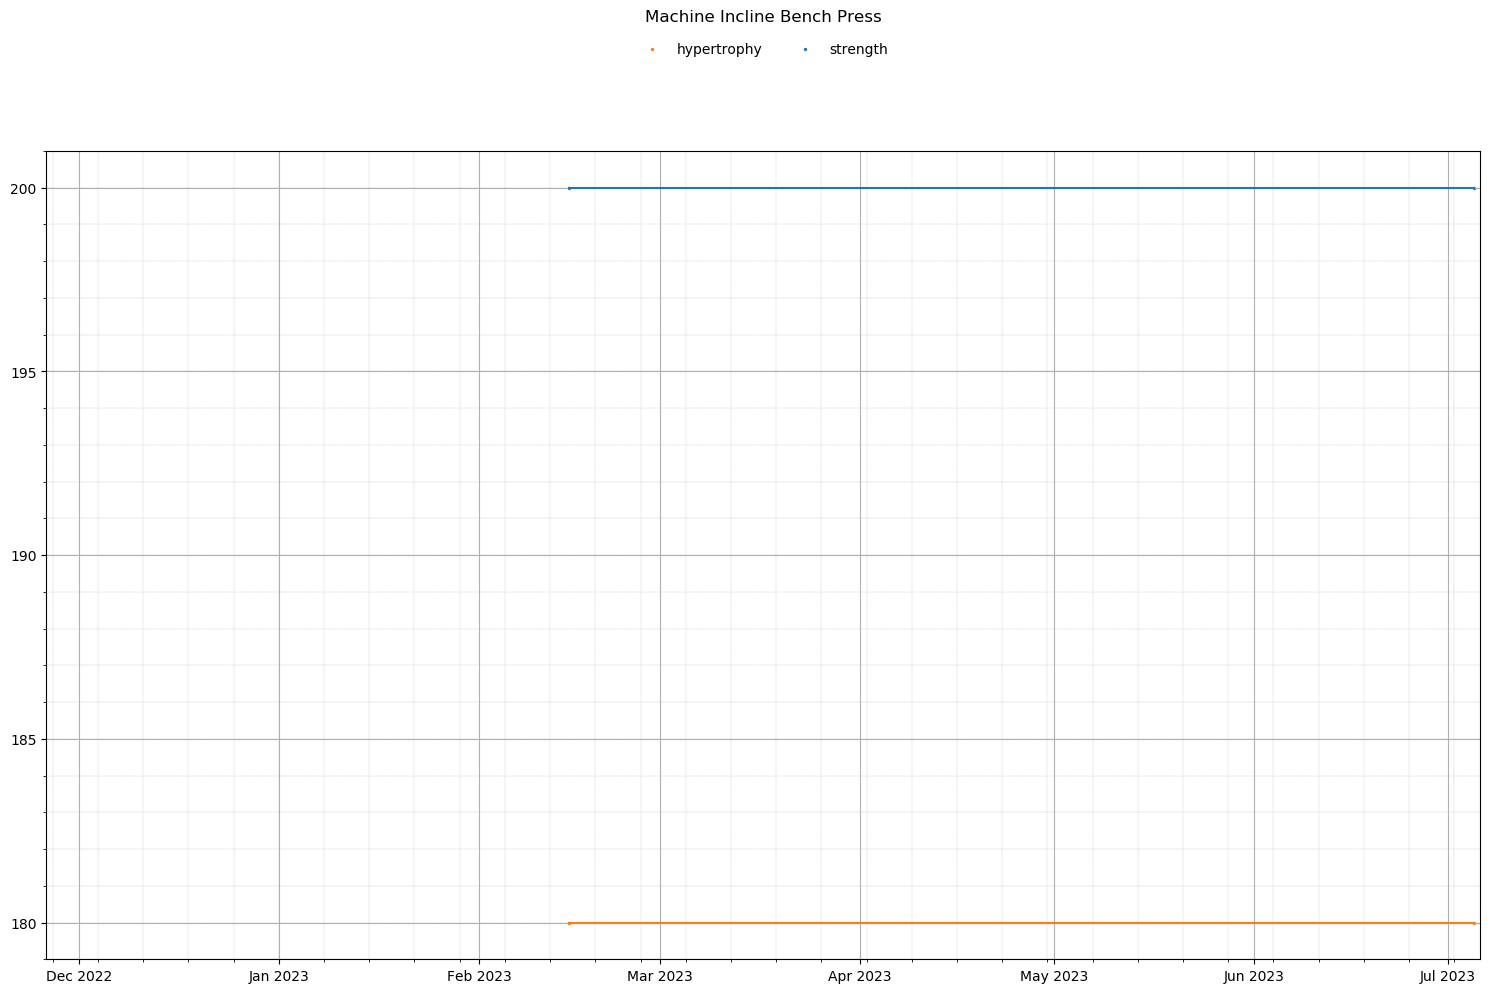 Machine Incline Bench Press
hypertrophy strength
200
195
190
185
180
Dec 2022 Jan 2023 Feb 2023 Mar 2023 Apr 2023 May 2023 Jun 2023 Jul 2023